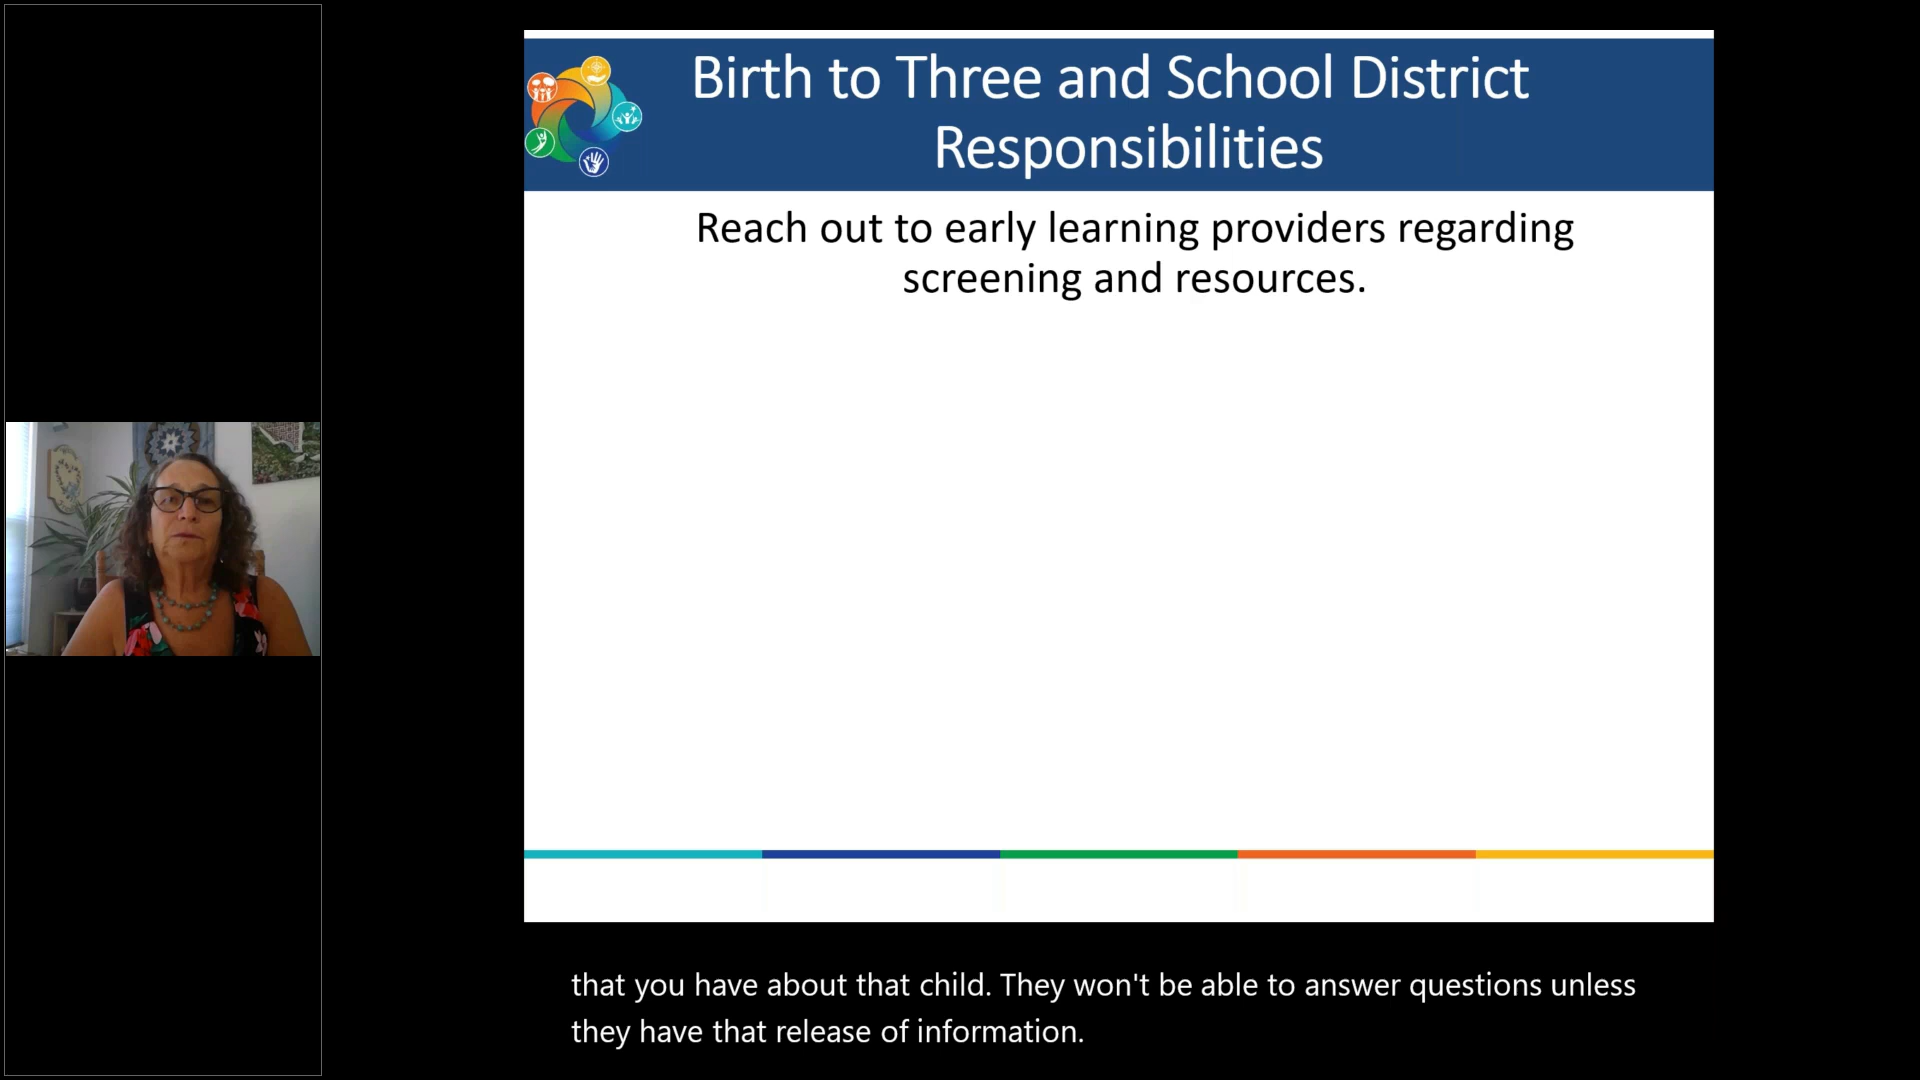 Birth to Three and School District
Responsibilities
Reach out to early learning providers regarding
screening and resources.
that you have about that child. They won't be able to answer questions unless
they have that release of information.